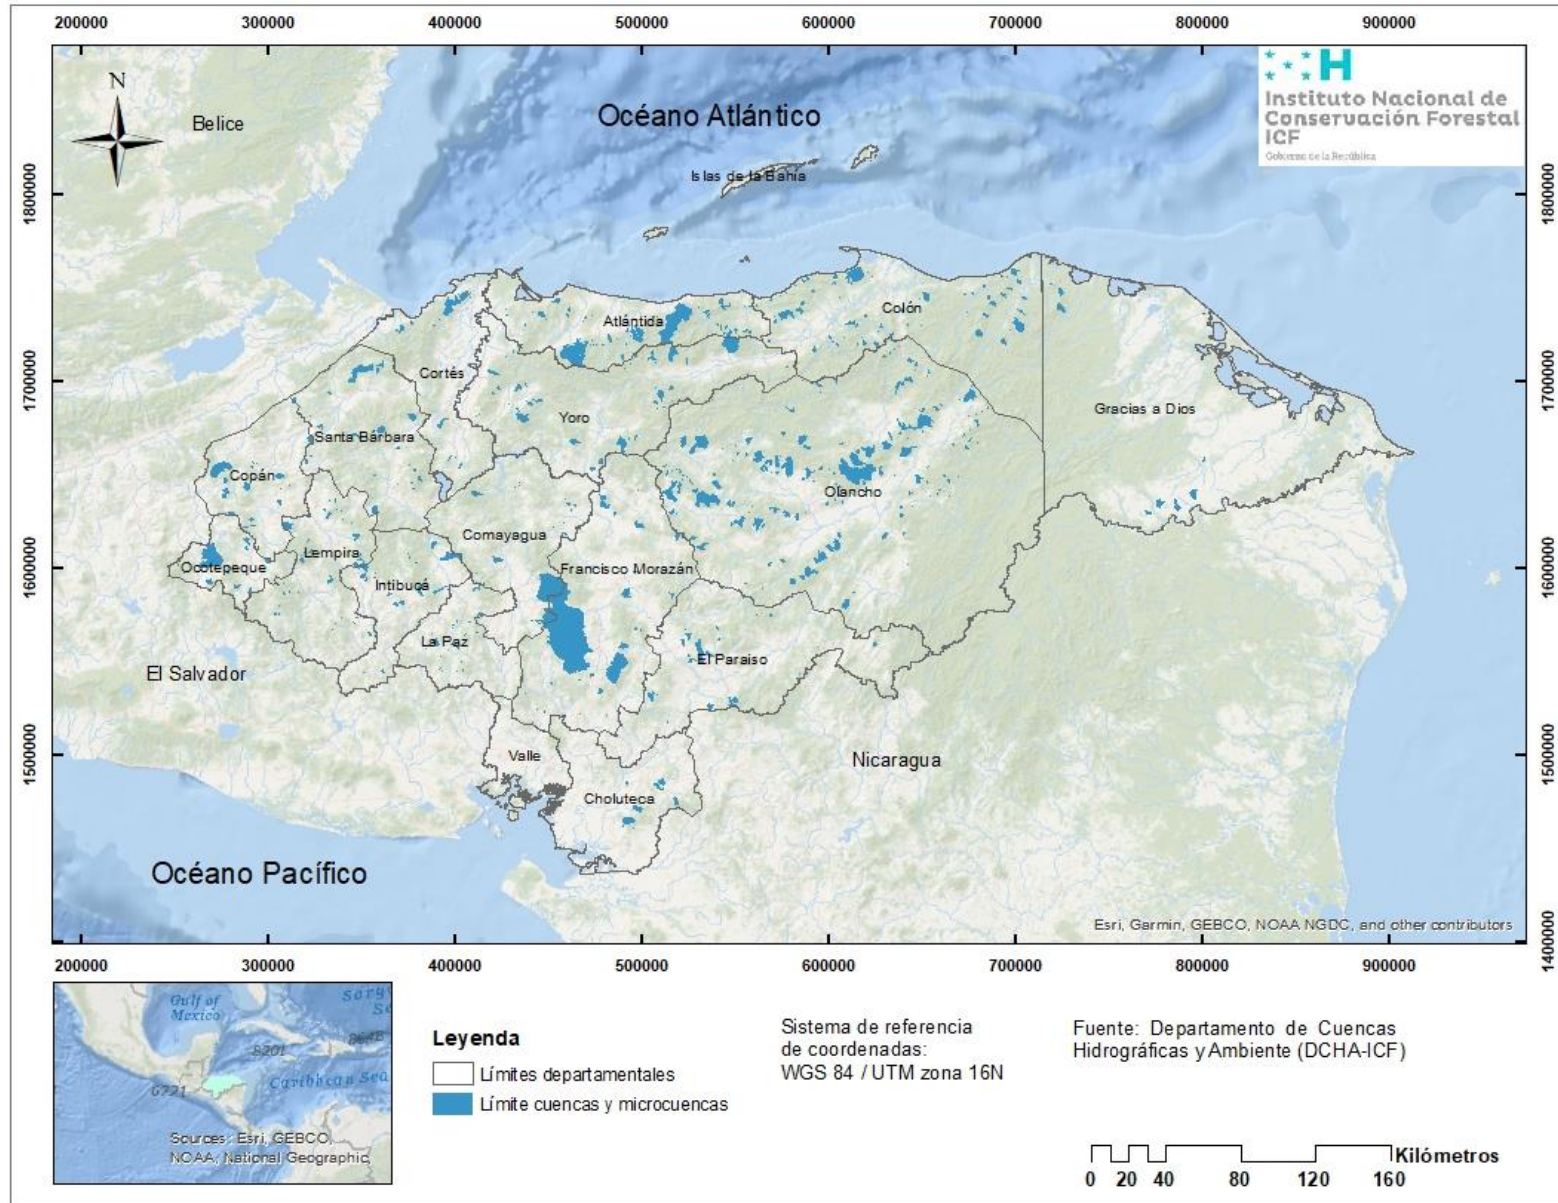 200000 300000 400000 500000 600000 700000 800000 900000
N
Belice
Océano Atlántico
H
Instituto Nacional de
Conservación Forestal
ICF
Gobierno de la República
Islas de la Bahía
1800000 1800000
Atlántida
Colón
Cortés
1700000 1700000
Yoro
Gracias a Dios
Santa Bárbara
Copán
Olancho
Comayagua
Lempira
Ocotepeque
Francisco Morazán
1600000 1600000
Intibucá
La Paz
El Paraiso
El Salvador
Valle
Nicaragua
1500000 1500000
Choluteca
Océano Pacífico
Esri, Garmin, GEBCO, NOAA NGDC, and other contributors
1400000 1400000
200000 300000 400000 500000 600000 700000 800000 900000
Gulf of
Mexico
8201
Caribbean Sea
6771
Sources: Esri, GEBCO,
NOAA, National Geographic,
Leyenda
Límites departamentales
Límite cuencas y microcuencas
Sistema de referencia
de coordenadas:
WGS 84 / UTM zona 16N
Fuente: Departamento de Cuencas
Hidrográficas y Ambiente (DCHA-ICF)
Kilómetros
0 20 40 80 120 160